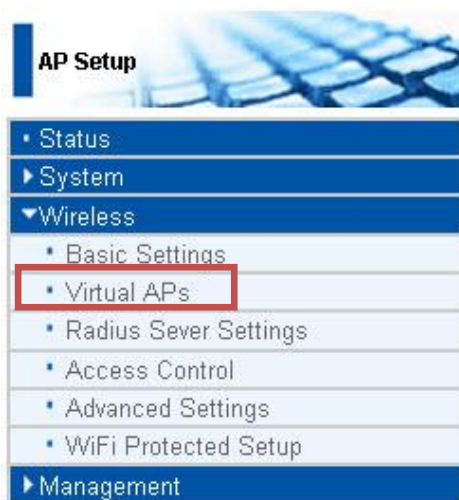 AP Setup
Status
System
Wireless
Basic Settings
Virtual APs
Radius Sever Settings
Access Control
Advanced Settings
WiFi Protected Setup
Management